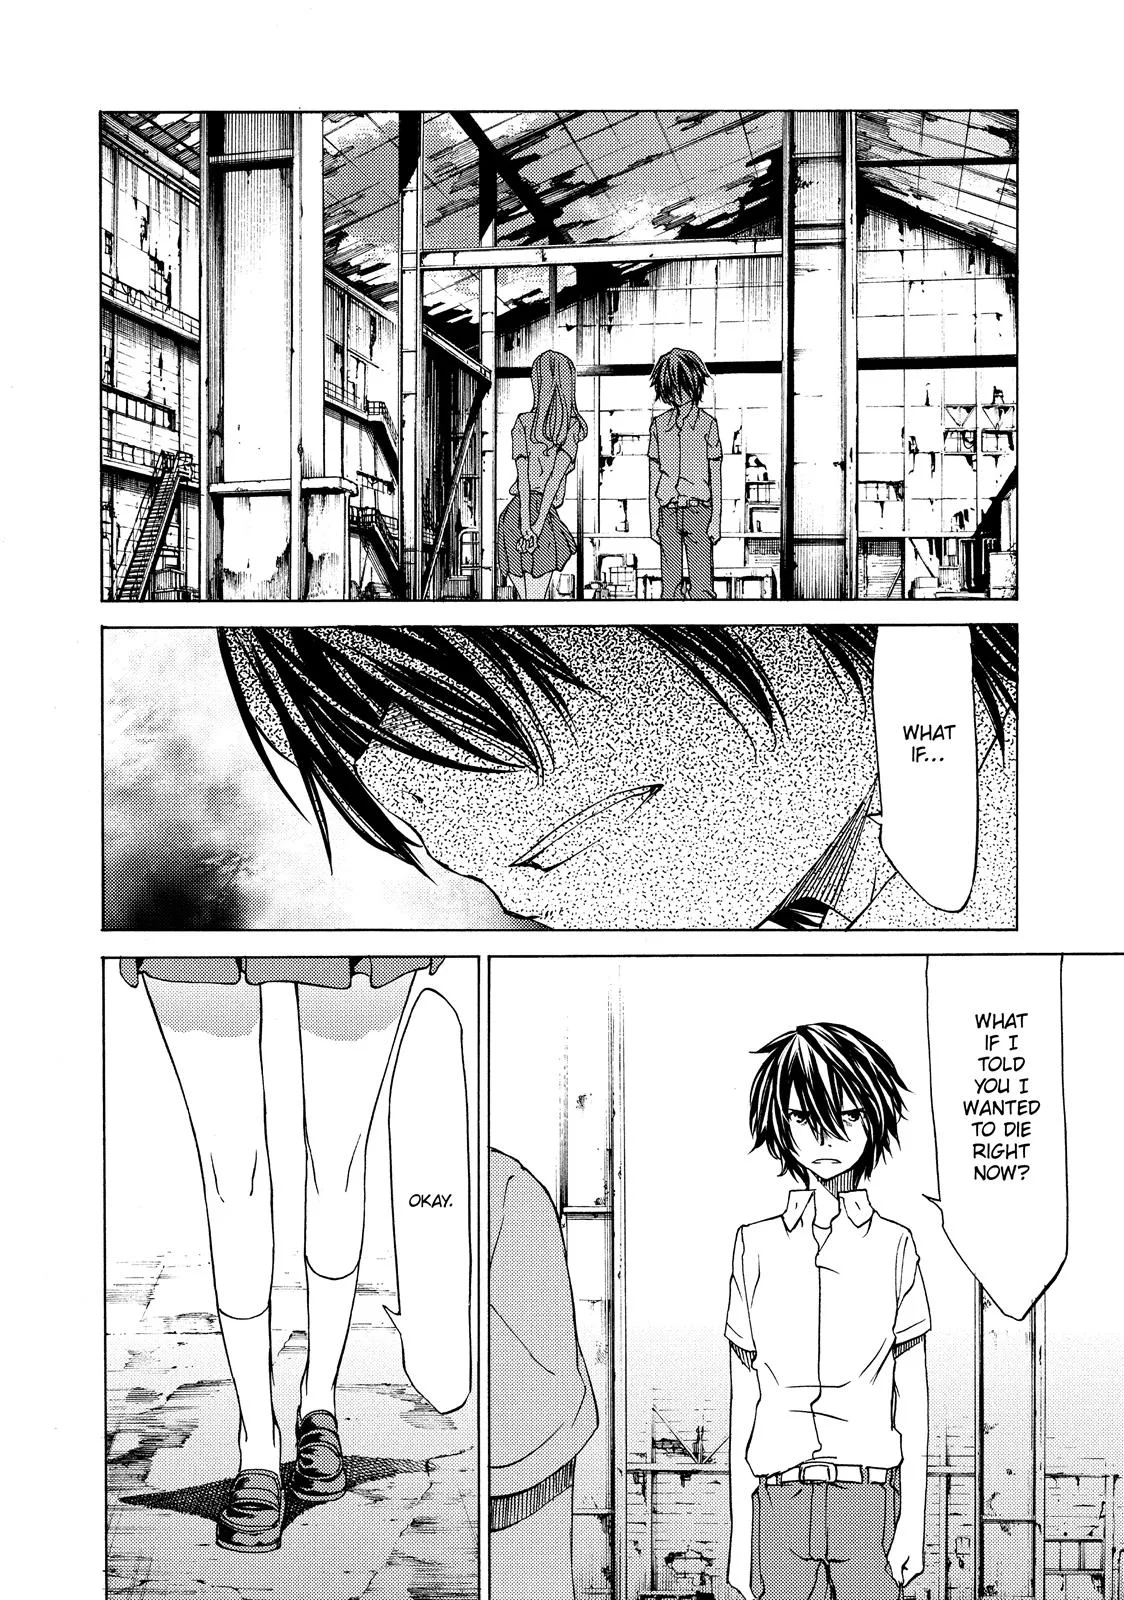 WHAT
IF...
WHAT
IF I
TOLD
YOU I
WANTED
TO DIE
RIGHT
NOW?
OKAY.